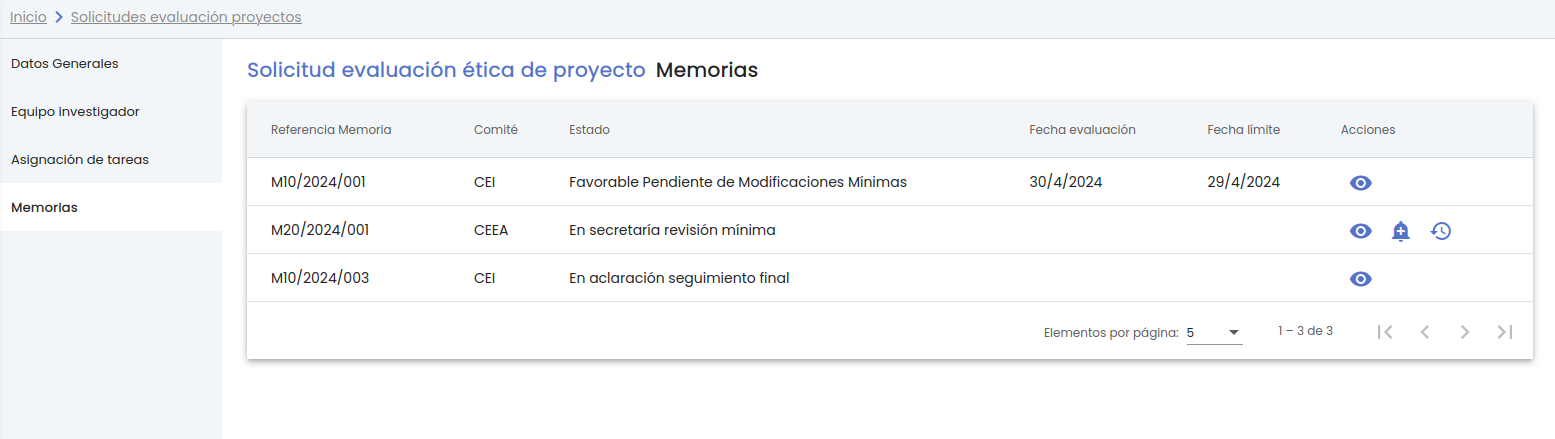 Inicio Solicitudes evaluación proyectos
Datos Generales
Equipo investigador
Asignación de tareas
Memorias
Solicitud evaluación ética de proyecto Memorias
Referencia Memoria Comité Estado Fecha evaluación Fecha límite Acciones
M10/2024/001 CEI Favorable Pendiente de Modificaciones Mínimas 30/4/2024 29/4/2024
M20/2024/001 CEEA En secretaría revisión mínima
M10/2024/003 CEI En aclaración seguimiento final
Elementos por página: 5 1 – 3 de 3